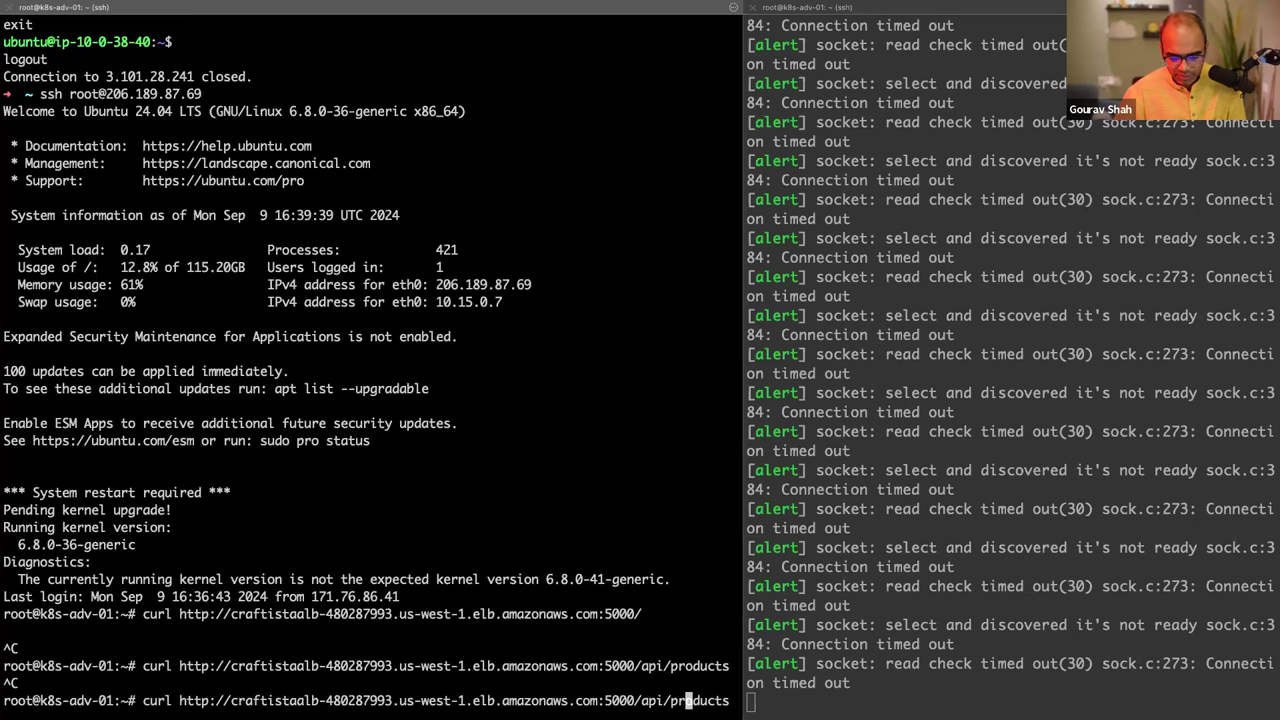 root@k8s-adv-01: ~ (ssh)
exit
ubuntu@ip-10-0-38-40:~$
logout
Connection to 3.101.28.241 closed.
➜ ~ ssh root@206.189.87.69
Welcome to Ubuntu 24.04 LTS (GNU/Linux 6.8.0-36-generic x86_64)
* Documentation: https://help.ubuntu.com
* Management: https://landscape.canonical.com
* Support: https://ubuntu.com/pro
System information as of Mon Sep 9 16:39:39 UTC 2024
System load: 0.17 Processes: 421
Usage of /: 12.8% of 115.20GB Users logged in: 1
Memory usage: 61% IPv4 address for eth0: 206.189.87.69
Swap usage: 0% IPv4 address for eth0: 10.15.0.7
Expanded Security Maintenance for Applications is not enabled.
100 updates can be applied immediately.
To see these additional updates run: apt list --upgradable
Enable ESM Apps to receive additional future security updates.
See https://ubuntu.com/esm or run: sudo pro status
*** System restart required ***
Pending kernel upgrade!
Running kernel version:
6.8.0-36-generic
Diagnostics:
The currently running kernel version is not the expected kernel version 6.8.0-41-generic.
Last login: Mon Sep 9 16:36:43 2024 from 171.76.86.41
root@k8s-adv-01:~# curl http://craftistaalb-480287993.us-west-1.elb.amazonaws.com:5000/
^C
root@k8s-adv-01:~# curl http://craftistaalb-480287993.us-west-1.elb.amazonaws.com:5000/api/products
^C
root@k8s-adv-01:~# curl http://craftistaalb-480287993.us-west-1.elb.amazonaws.com:5000/api/products
root@k8s-adv-01: ~ (ssh)
84: Connection timed out
[alert] socket: read check timed out(
on timed out
[alert] socket: select and discovered
84: Connection timed out
[alert] socket: read check timed out(30) sock.c:273: Connecti
on timed out
[alert] socket: select and discovered it's not ready sock.c:3
84: Connection timed out
[alert] socket: read check timed out(30) sock.c:273: Connecti
on timed out
[alert] socket: select and discovered it's not ready sock.c:3
84: Connection timed out
[alert] socket: read check timed out(30) sock.c:273: Connecti
on timed out
[alert] socket: select and discovered it's not ready sock.c:3
84: Connection timed out
[alert] socket: read check timed out(30) sock.c:273: Connecti
on timed out
[alert] socket: select and discovered it's not ready sock.c:3
84: Connection timed out
[alert] socket: read check timed out(30) sock.c:273: Connecti
on timed out
[alert] socket: select and discovered it's not ready sock.c:3
84: Connection timed out
[alert] socket: read check timed out(30) sock.c:273: Connecti
on timed out
[alert] socket: select and discovered it's not ready sock.c:3
84: Connection timed out
[alert] socket: read check timed out(30) sock.c:273: Connecti
on timed out
[alert] socket: select and discovered it's not ready sock.c:3
84: Connection timed out
[alert] socket: read check timed out(30) sock.c:273: Connecti
on timed out
Gourav Shah